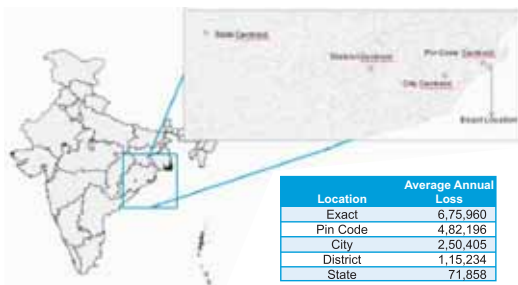 State Centroid
District Centroid
Pin Code Centroid
City Centroid
Exact Location
Location Average Annual Loss
Exact 6,75,960
Pin Code 4,82,196
City 2,50,405
District 1,15,234
State 71,858